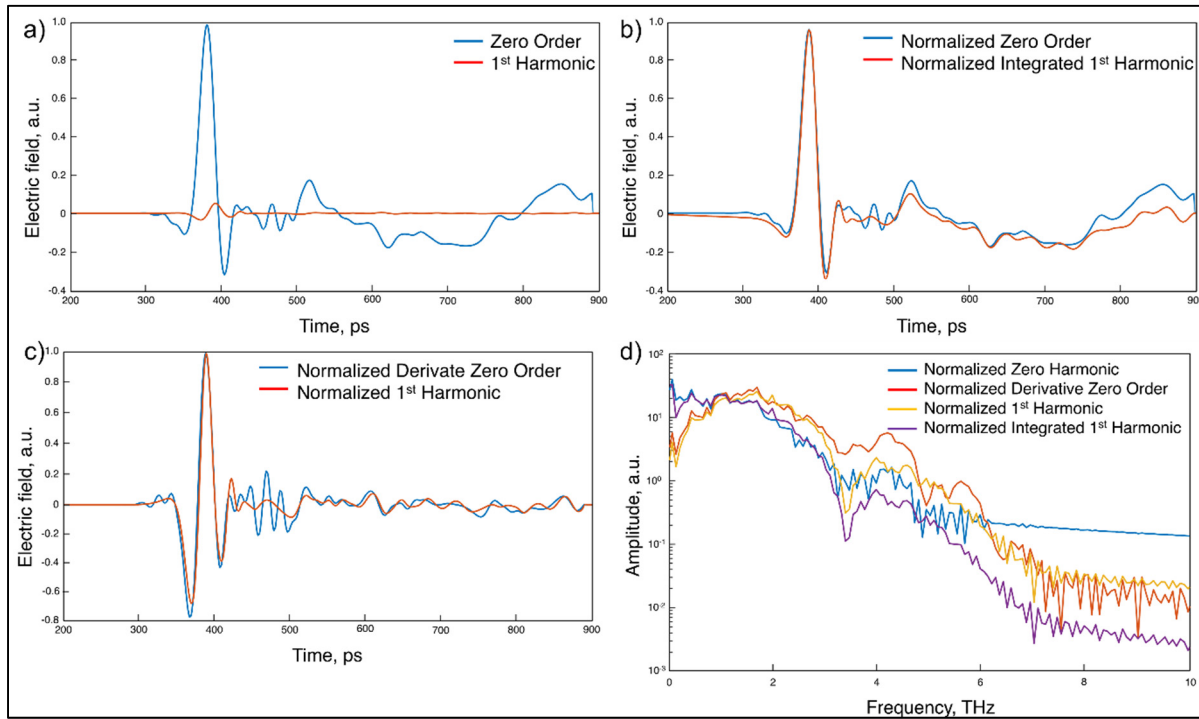 a)
1.0
0.8
0.6
0.4
0.2
0
-0.2
0.4
Electric field, a.u.
Zero Order
1st Harmonic
200 300 400 500 600 700 800 900
Time, ps
b)
1.0
0.8
0.6
0.4
0.2
0
-0.2
-0.4
Electric field, a.u.
Normalized Zero Order
Normalized Integrated 1st Harmonic
200 300 400 500 600 700 800 900
Time, ps
c)
1.0
0.8
0.6
0.4
0.2
0
-0.2
-0.4
-0.6
-0.8
Electric field, a.u.
Normalized Derivate Zero Order
Normalized 1st Harmonic
200 300 400 500 600 700 800 900
Time, ps
d)
10²
10¹
10⁰
10⁻¹
10⁻²
10⁻³
Amplitude, a.u.
Normalized Zero Harmonic
Normalized Derivative Zero Order
Normalized 1st Harmonic
Normalized Integrated 1st Harmonic
0 2 4 6 8 10
Frequency, THz